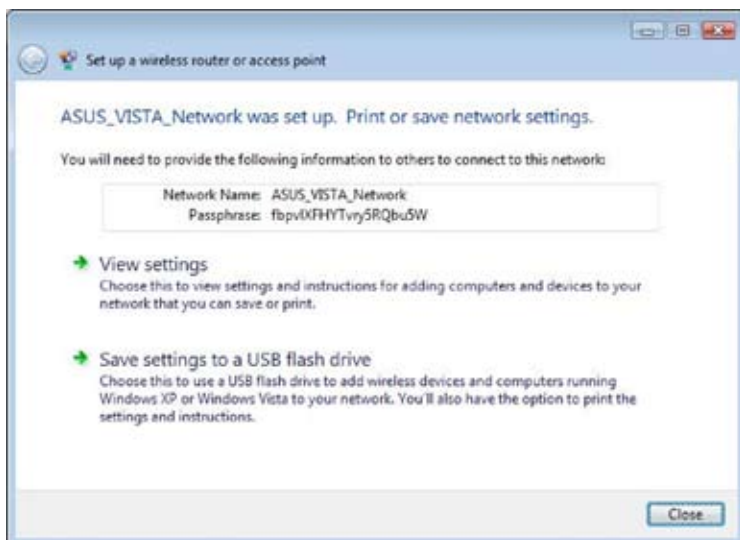 Set up a wireless router or access point
ASUS_VISTA_Network was set up. Print or save network settings.
You will need to provide the following information to others to connect to this network:
Network Name: ASUS_VISTA_Network
Passphrase:
View settings
Choose this to view settings and instructions for adding computers and devices to your
network that you can save or print.
Save settings to a USB flash drive
Choose this to use a USB flash drive to add wireless devices and computers running
Windows XP or Windows Vista to your network. You'll also have the option to print the
settings and instructions.
Close